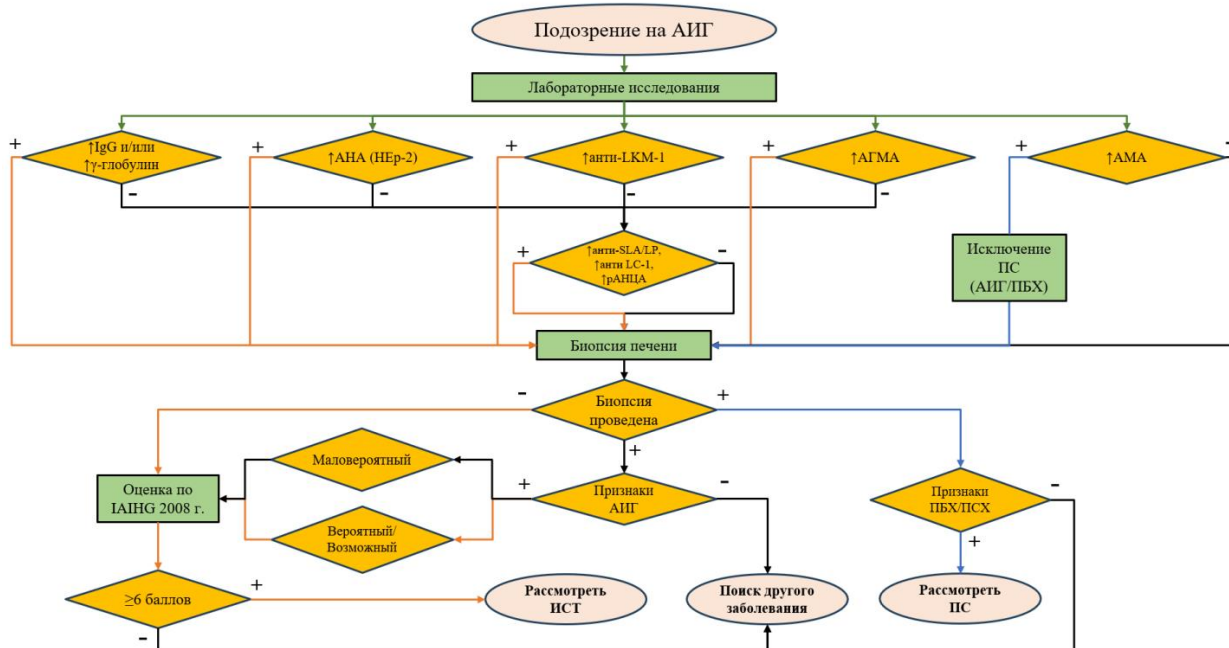 Подозрение на АИГ
Лабораторные исследования
+
↑IgG и/или
↑γ-глобулин
-
+
↑АНА (HEp-2)
-
+
↑анти-LKM-1
-
+
↑АГМА
-
+
↑АМА
-
+
↑анти-SLA/LP,
↑анти LC-1,
↑рАНЦА
-
Исключение
ПС
(АИГ/ПБХ)
Биопсия печени
-
Биопсия
проведена
+
+
Маловероятный
Оценка по
IAIHG 2008 г.
+
Признаки
АИГ
-
Признаки
ПБХ/ПСХ
-
+
Вероятный/
Возможный
≥6 баллов
+
-
Рассмотреть
ИСТ
Поиск другого
заболевания
Рассмотреть
ПС